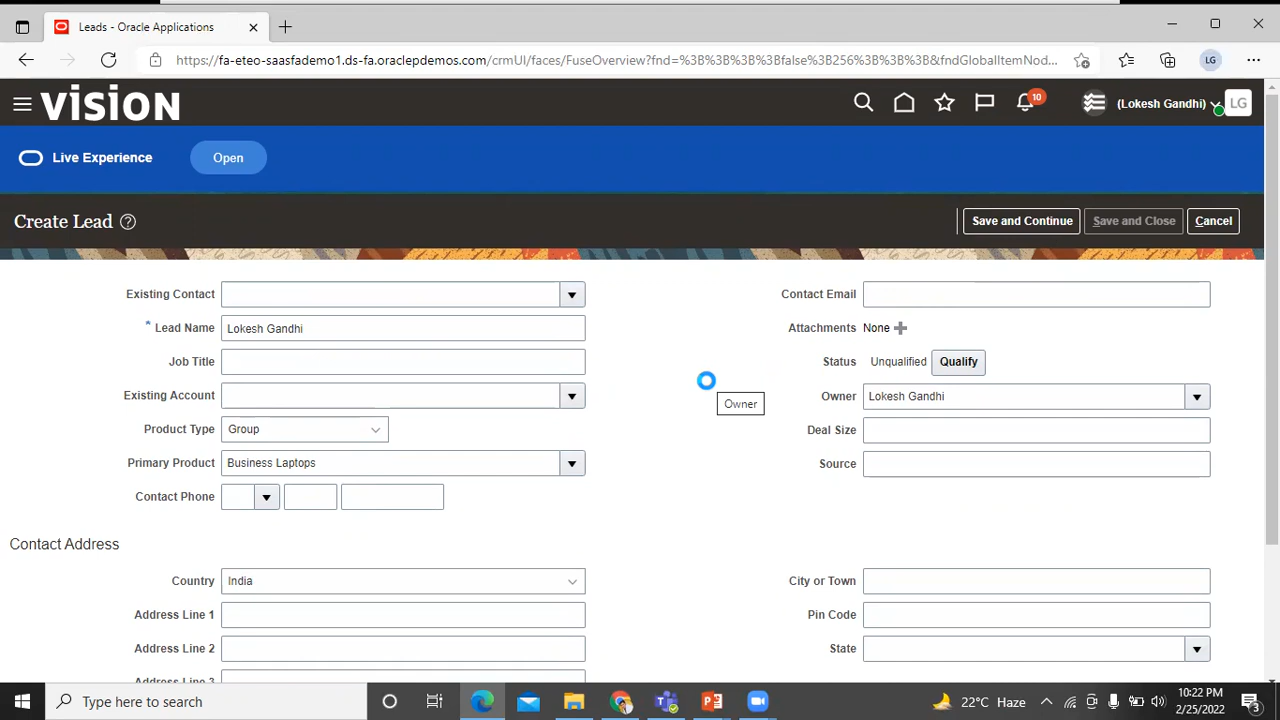 Leads - Oracle Applications
https://fa-eteo-saasfademo1.ds-fa.oraclepdemos.com/crmUI/faces/FuseOverview?fnd=%3B%3B%3B%3Bfalse%3B256%3B%3B%3B&fndGlobalItemNod...
LG
VISION
10
(Lokesh Gandhi)
LG
Live Experience
Open
Create Lead ?
Save and Continue
Save and Close
Cancel
Existing Contact
Contact Email
* Lead Name Lokesh Gandhi
Attachments None
Job Title
Status Unqualified Qualify
Existing Account
Owner Lokesh Gandhi
Owner
Product Type Group
Deal Size
Primary Product Business Laptops
Source
Contact Phone
Contact Address
Country India
City or Town
Address Line 1
Pin Code
Address Line 2
State
Address Line 3
Type here to search
22°C Haze
10:22 PM
2/25/2022
3